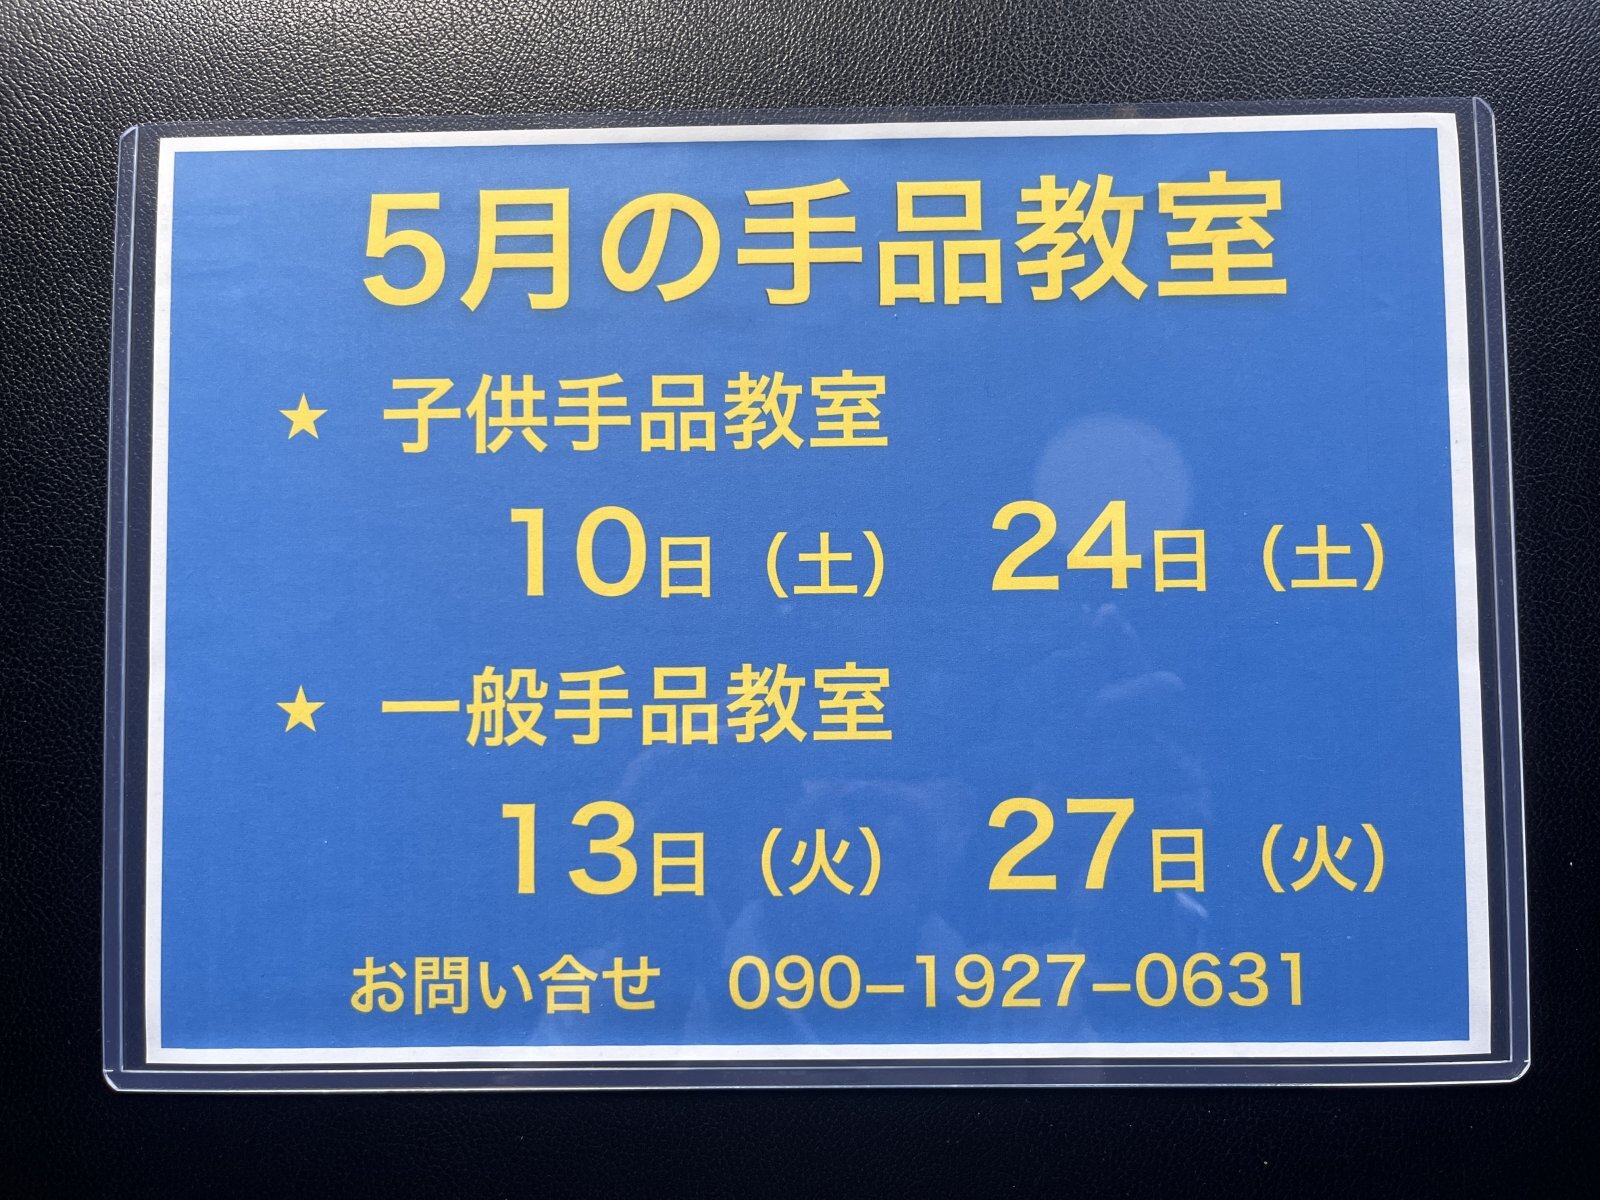 5月の手品教室
★ 子供手品教室
10日（土） 24日（土）
★ 一般手品教室
13日（火） 27日（火）
お問い合せ 090−1927−0631